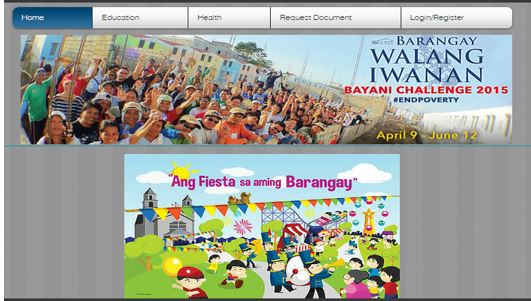 Home
Education
Health
Request Document
Login/Register
BARANGAY
WALANG
IWANAN
BAYANI CHALLENGE 2015
#ENDPOVERTY
April 9 - June 12
"Ang Fiesta sa aming Barangay"